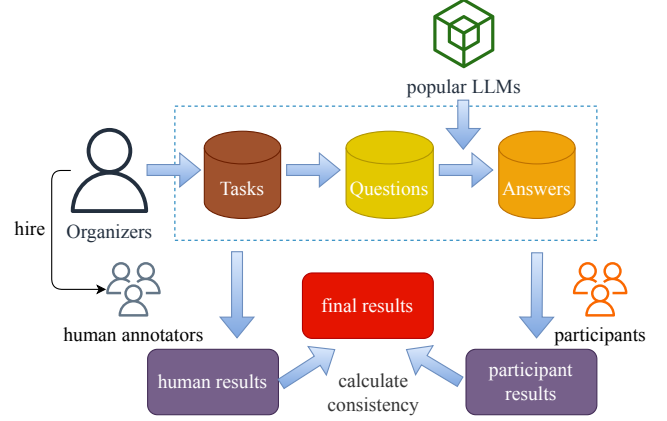 popular LLMs
Tasks
Questions
Answers
hire
Organizers
final results
human annotators
participants
human results
calculate
consistency
participant
results